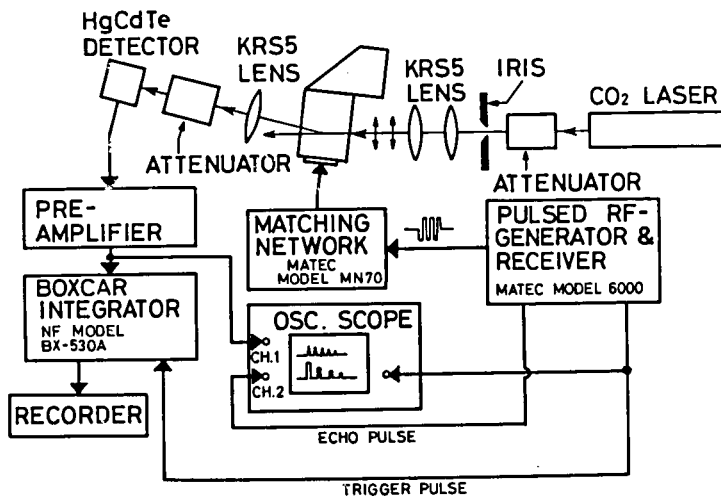 HgCdTe
DETECTOR
KRS5
LENS
ATTENUATOR
KRS5
LENS
IRIS
CO₂ LASER
ATTENUATOR
PRE-
AMPLIFIER
MATCHING
NETWORK
MATEC
MODEL MN70
PULSED RF-
GENERATOR &
RECEIVER
MATEC MODEL 6000
BOXCAR
INTEGRATOR
NF MODEL
BX-530A
OSC. SCOPE
CH.1
CH.2
RECORDER
ECHO PULSE
TRIGGER PULSE